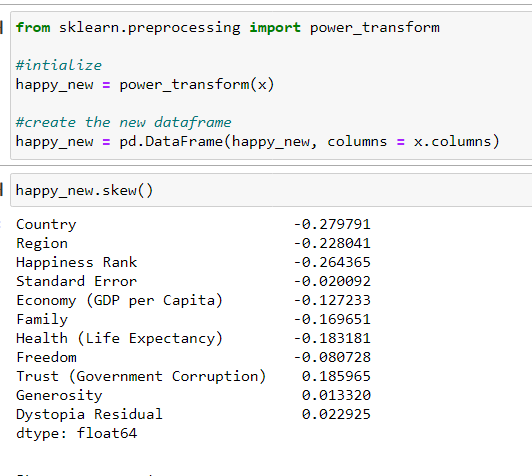 from sklearn.preprocessing import power_transform
#intialize
happy_new = power_transform(x)
#create the new dataframe
happy_new = pd.DataFrame(happy_new, columns = x.columns)
happy_new.skew()
Country -0.279791
Region -0.228041
Happiness Rank -0.264365
Standard Error -0.020092
Economy (GDP per Capita) -0.127233
Family -0.169651
Health (Life Expectancy) -0.183181
Freedom -0.080728
Trust (Government Corruption) 0.185965
Generosity 0.013320
Dystopia Residual 0.022925
dtype: float64